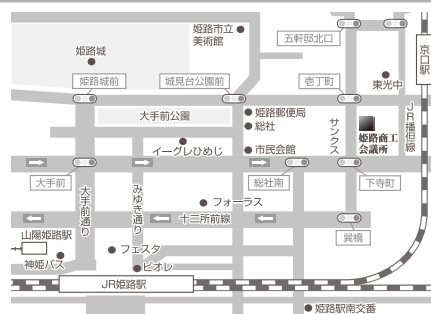 姫路市立
美術館
五軒邸北口
京口駅
姫路城
姫路城前
城見台公園前
壱丁町
東光中
大手前公園
姫路郵便局
総社
サンクス
姫路商工
会議所
JR播但線
イーグレひめじ
市民会館
大手前
総社南
下寺町
大手前通り
みゆき通り
フォーラス
十二所前線
巽橋
山陽姫路駅
神姫バス
フェスタ
ピオレ
JR姫路駅
姫路駅南交番